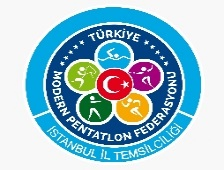 TÜRKİYE
MODERN PENTATLON FEDERASYONU
İSTANBUL İL TEMSİLCİLİĞİ